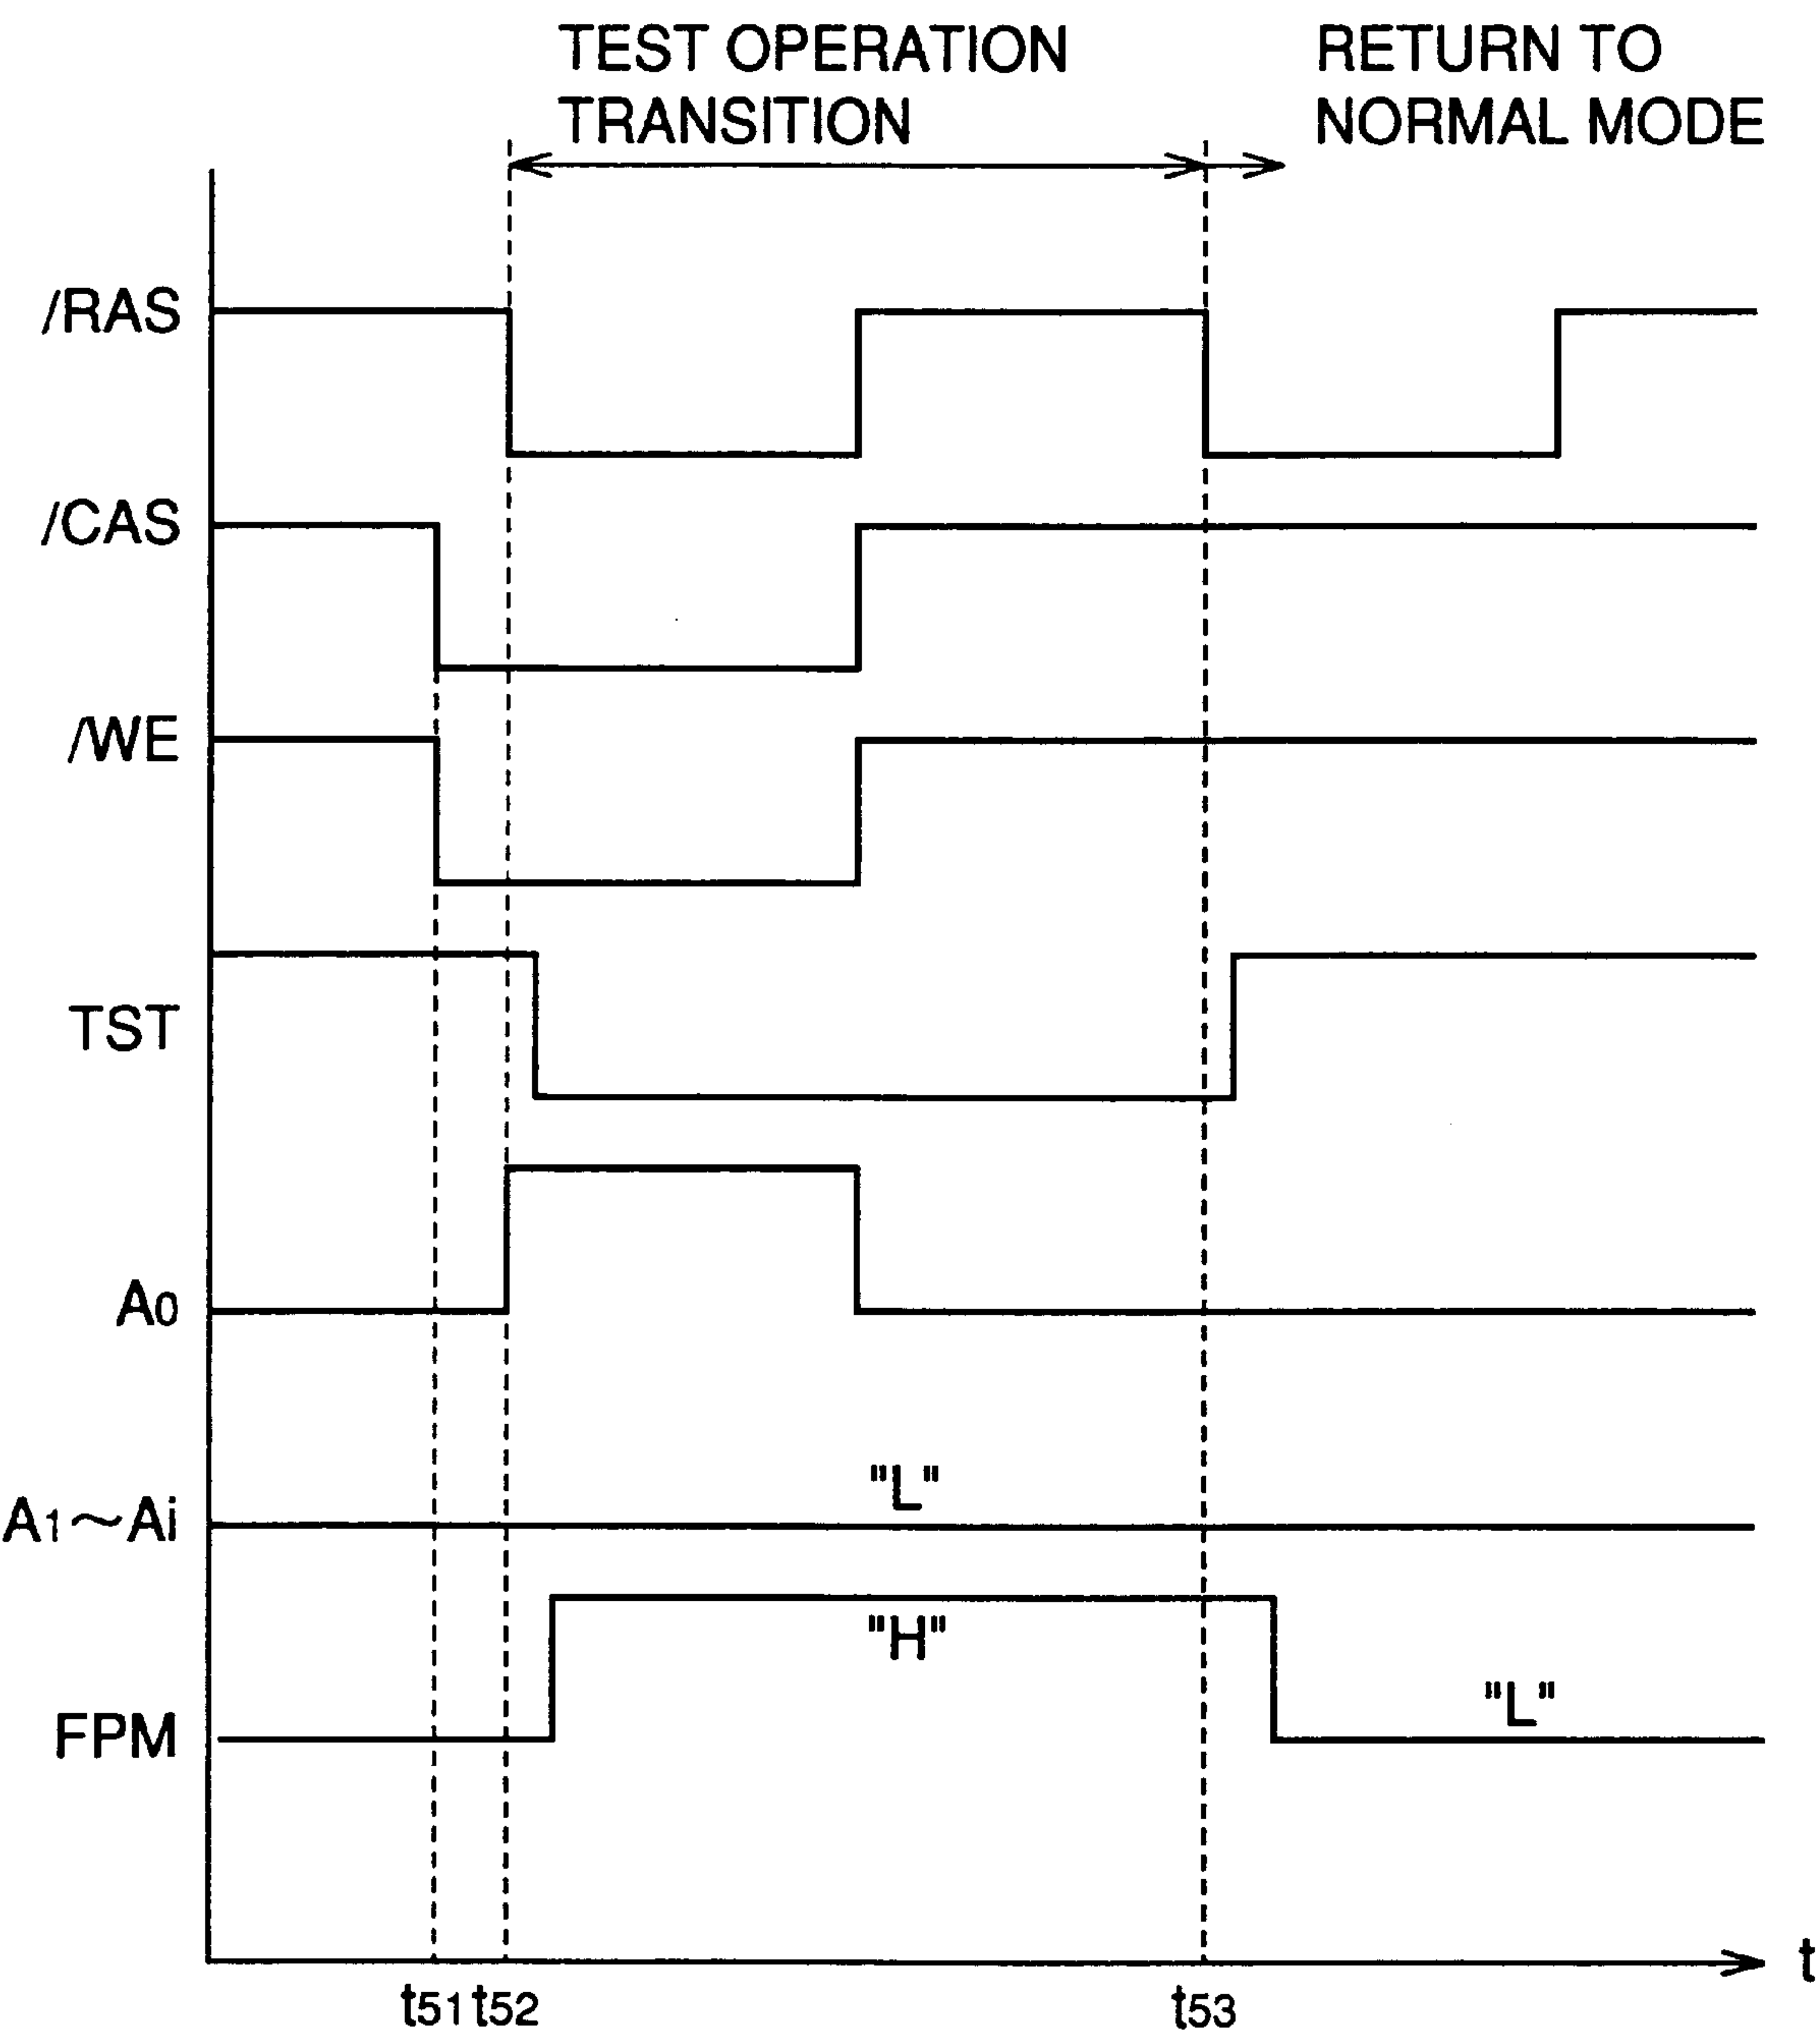 TEST OPERATION
TRANSITION
RETURN TO
NORMAL MODE
/RAS
/CAS
/WE
TST
A0
"L"
A1~Ai
"H"
"L"
FPM
t
t51 t52 t53